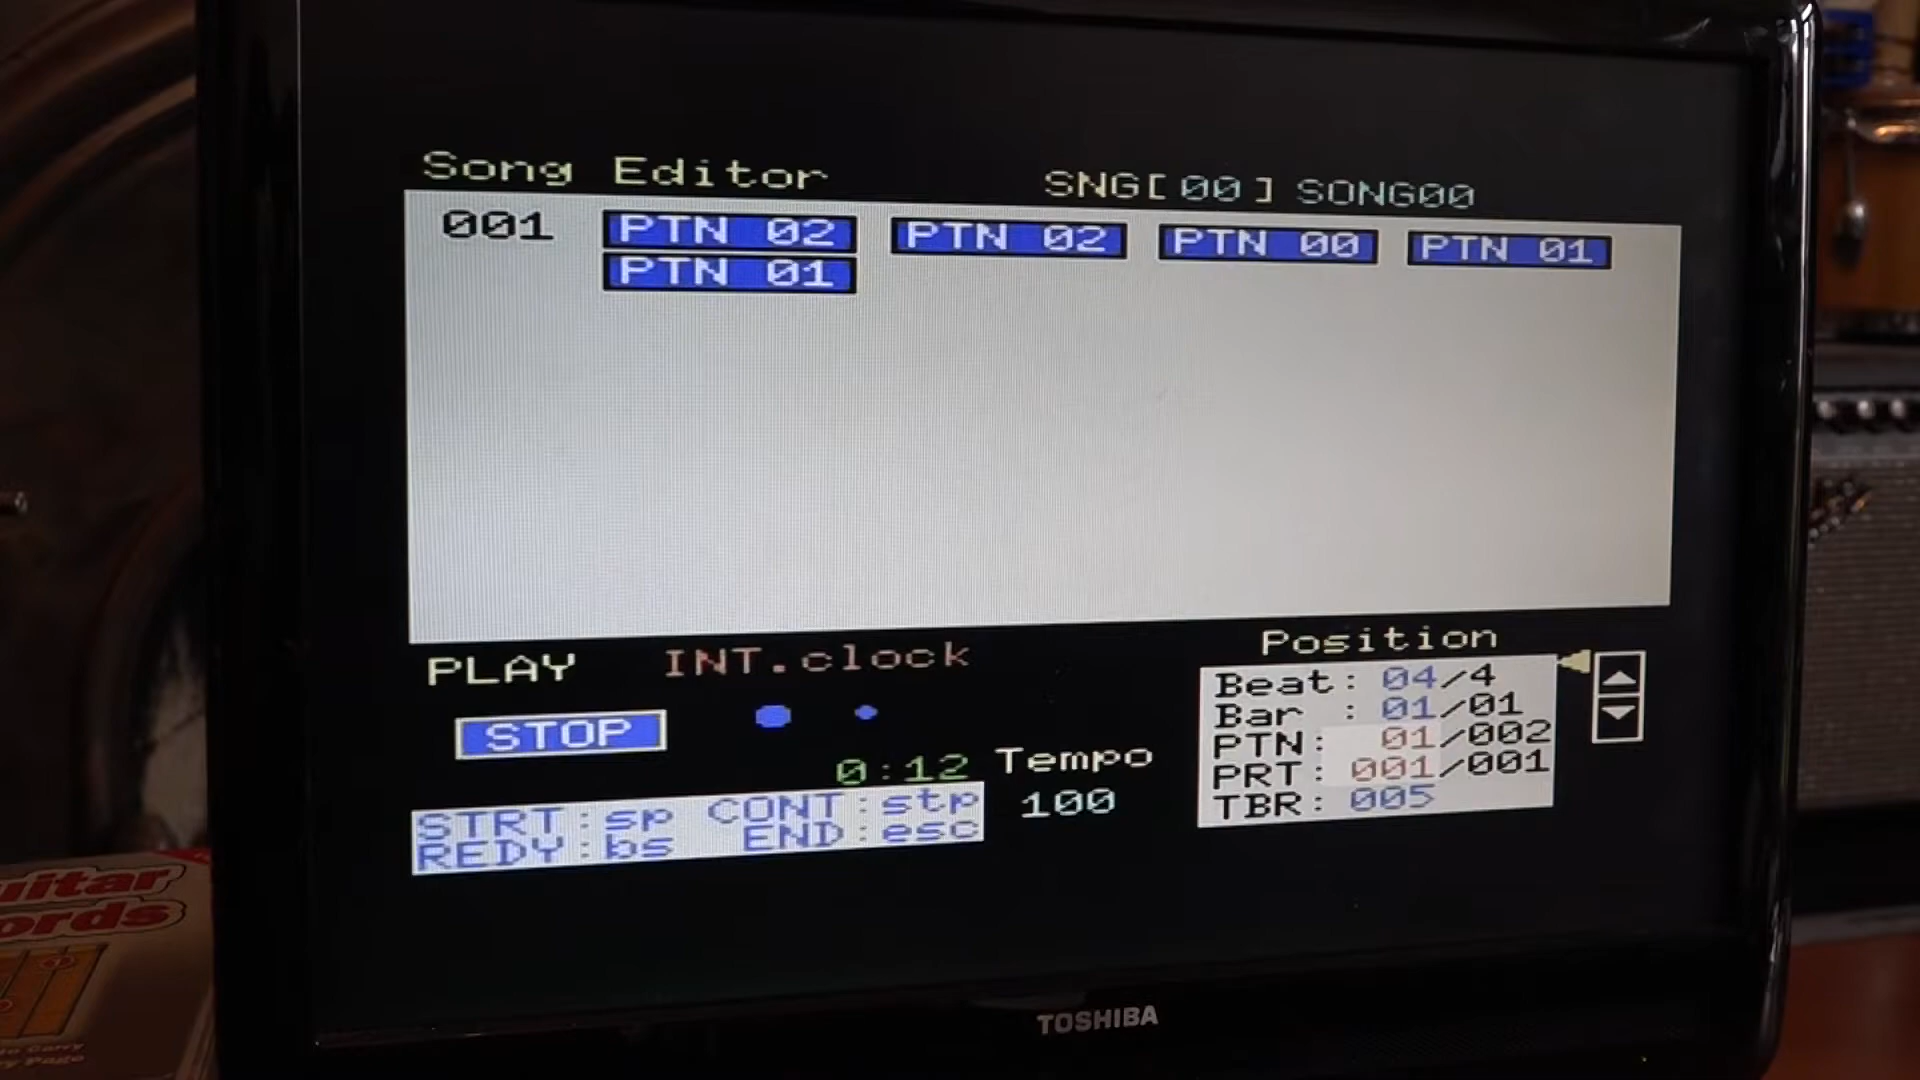 Song Editor SNG[00] SONG00
001 PTN 02 PTN 02 PTN 00 PTN 01
PTN 01
PLAY INT.clock
STOP
0:12
STRT:sp CONT:stp
REDY:bs END:esc
Tempo
100
Position
Beat: 04/4
Bar : 01/01
PTN: 01/002
PRT: 001/001
TBR: 005
TOSHIBA